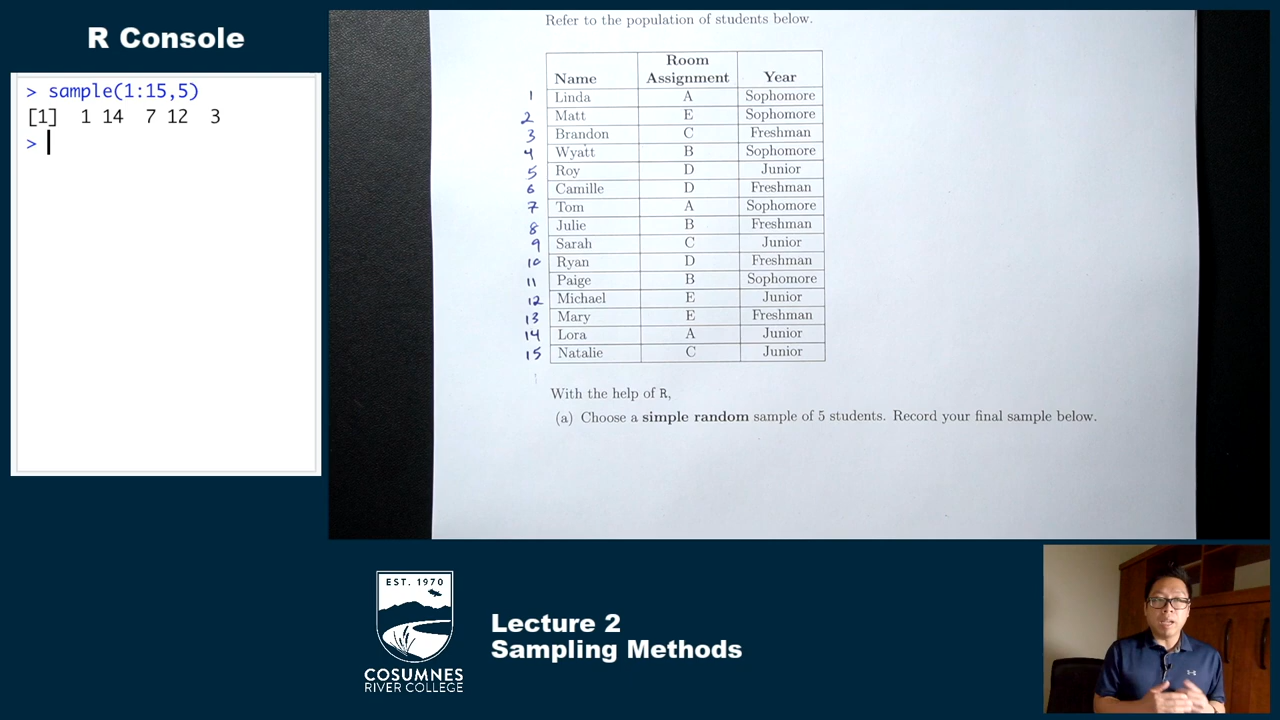 R Console
> sample(1:15,5)
[1] 1 14 7 12 3
>
Refer to the population of students below.
Name Room Assignment Year
1 Linda A Sophomore
2 Matt E Sophomore
3 Brandon C Freshman
4 Wyatt B Sophomore
5 Roy D Junior
6 Camille D Freshman
7 Tom A Sophomore
8 Julie B Freshman
9 Sarah C Junior
10 Ryan D Freshman
11 Paige B Sophomore
12 Michael E Junior
13 Mary E Freshman
14 Lora A Junior
15 Natalie C Junior
With the help of R,
(a) Choose a simple random sample of 5 students. Record your final sample below.
EST. 1970
COSUMNES
RIVER COLLEGE
Lecture 2
Sampling Methods